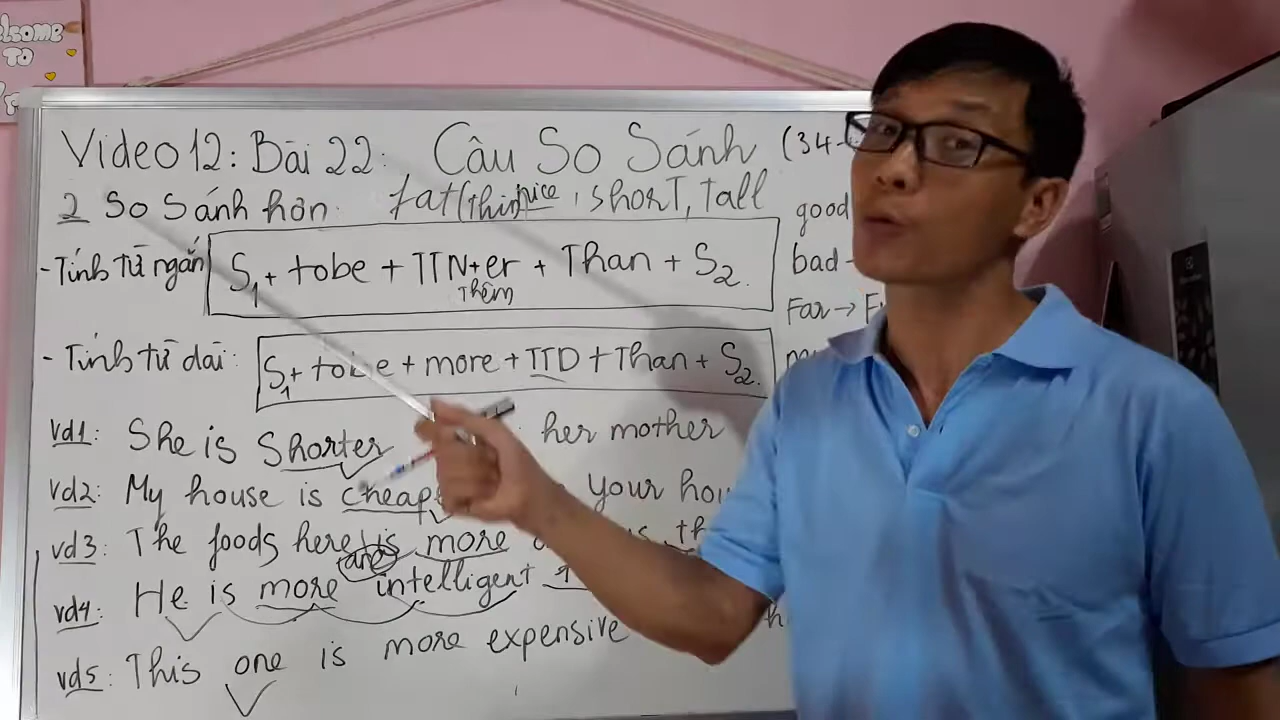 TO
Video 12: Bài 22: Câu So Sánh (34-
2 So Sánh hơn: fat (thin) nice, short, tall
good
- Tính từ ngắn S1 + tobe + TTN+er + Than + S2.
thêm
bad
Far → F
- Tính từ dài: S1 + tobe + more + TTD + Than + S2.
vd1: She is Shorter her mother
vd2: My house is cheap your hou
vd3: The foods here is more
(are)
vd4: He is more intelligent
vd5: This one is more expensive